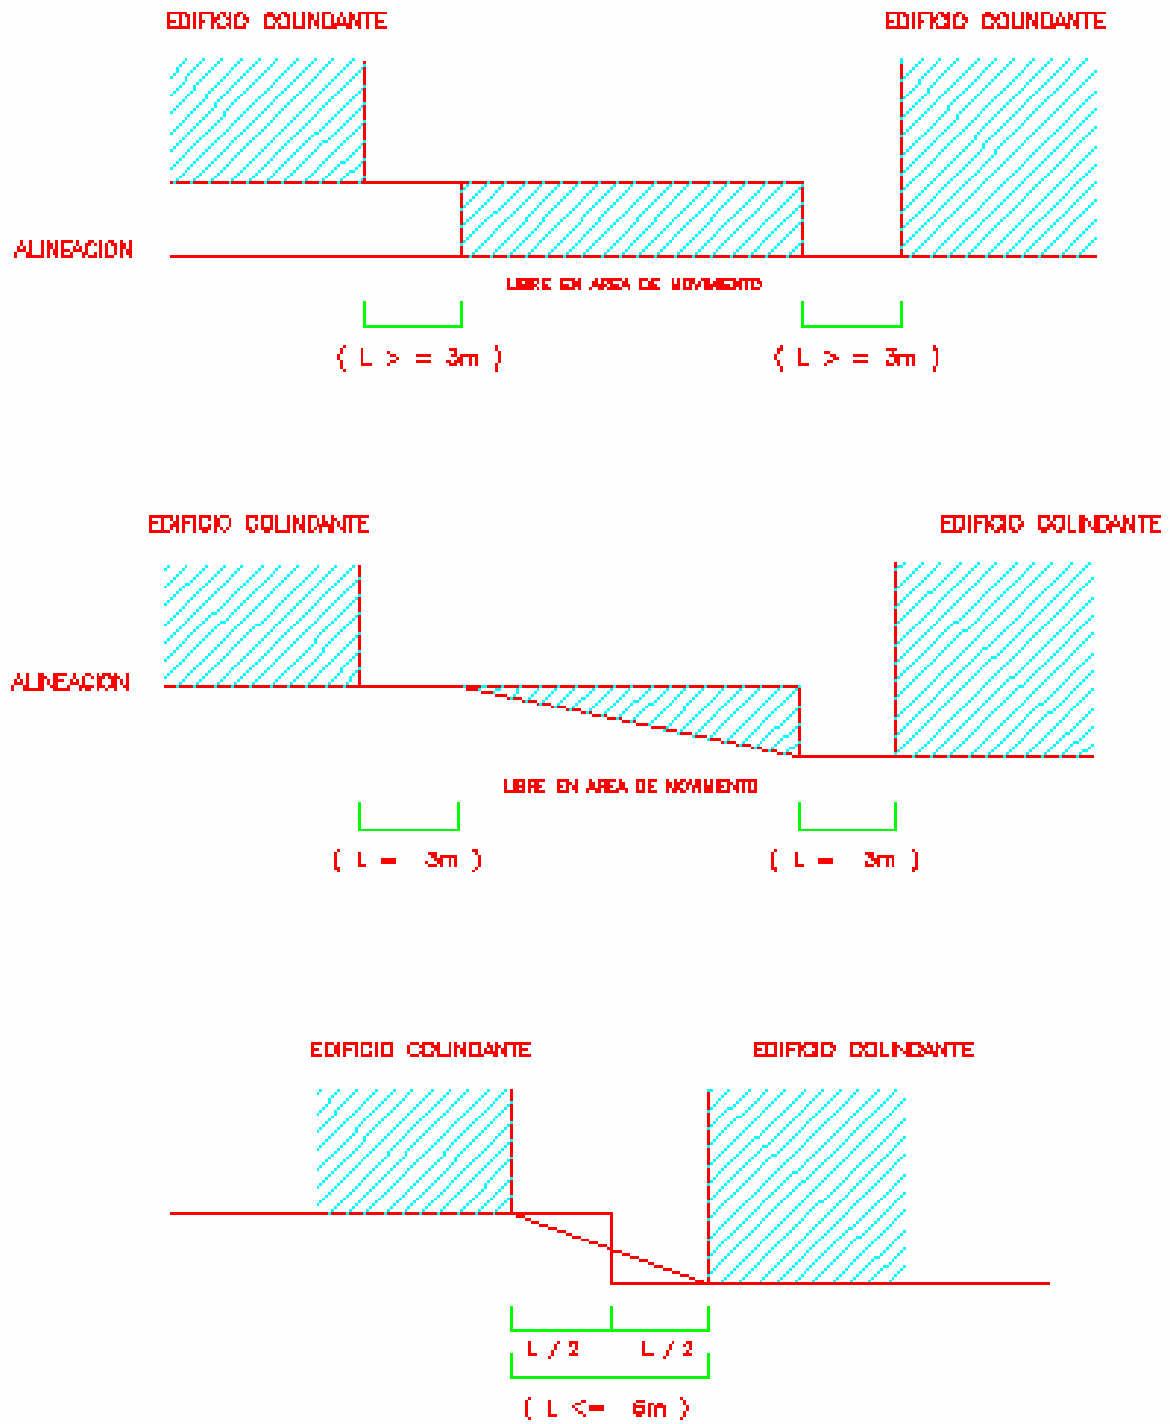 EDIFICIO COLINDANTE EDIFICIO COLINDANTE
ALINEACION
LIBRE EN AREA DE MOVIMIENTO
( L > = 3m ) ( L > = 3m )
EDIFICIO COLINDANTE EDIFICIO COLINDANTE
ALINEACION
LIBRE EN AREA DE MOVIMIENTO
( L = 3m ) ( L = 3m )
EDIFICIO COLINDANTE EDIFICIO COLINDANTE
L / 2 L / 2
( L <= 6m )